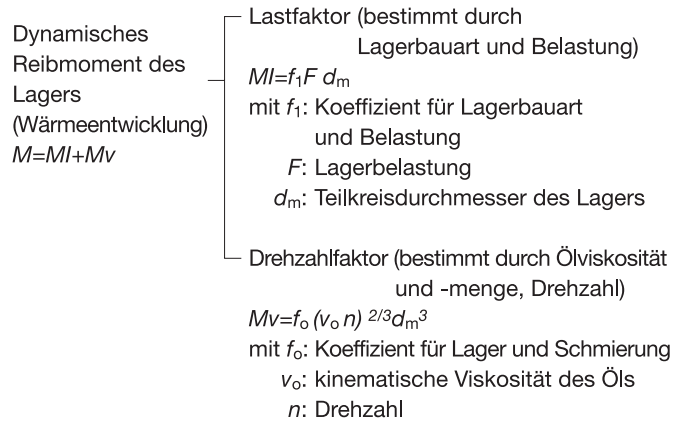 Dynamisches
Reibmoment des
Lagers
(Wärmeentwicklung)
M=Ml+Mv
Lastfaktor (bestimmt durch
Lagerbauart und Belastung)
Ml=f₁F dₘ
mit f₁: Koeffizient für Lagerbauart
und Belastung
F: Lagerbelastung
dₘ: Teilkreisdurchmesser des Lagers
Drehzahlfaktor (bestimmt durch Ölviskosität
und -menge, Drehzahl)
Mv=fₒ(vₒn) ²/³dₘ³
mit fₒ: Koeffizient für Lager und Schmierung
vₒ: kinematische Viskosität des Öls
n: Drehzahl